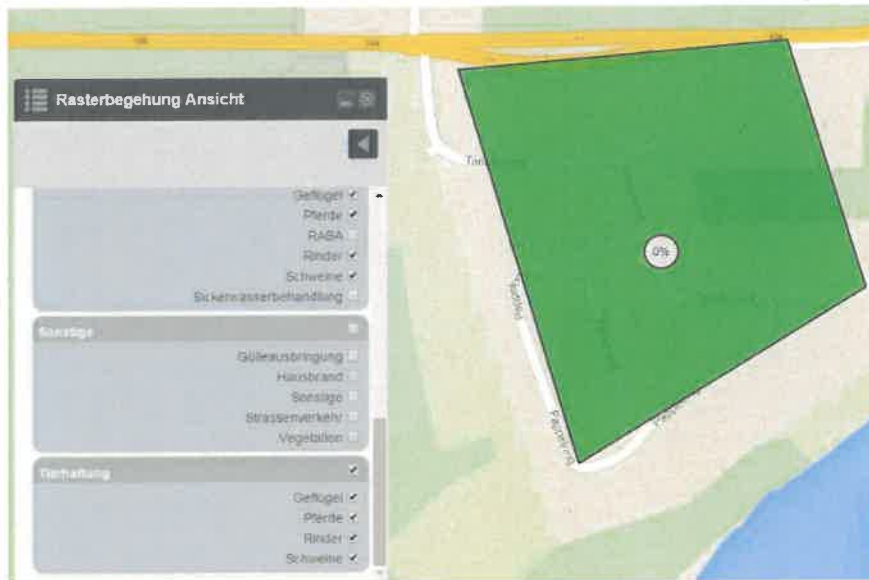 Rasterbegehung Ansicht
Geflügel
Pferde
RABA
Rinder
Schweine
Sickerwasserbehandlung
Sonstige
Gülleausbringung
Hausbrand
Sonstige
Strassenverkehr
Vegetation
Tierhaltung
Geflügel
Pferde
Rinder
Schweine
0%